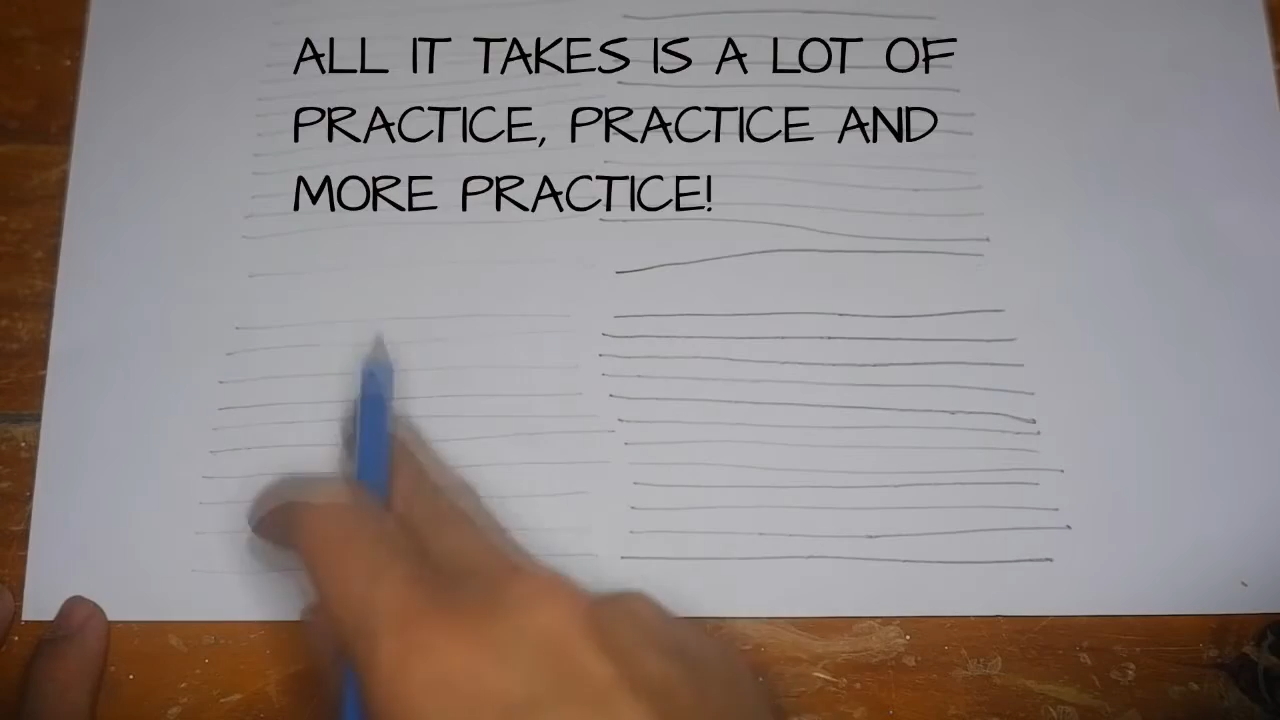 ALL IT TAKES IS A LOT OF
PRACTICE, PRACTICE AND
MORE PRACTICE!